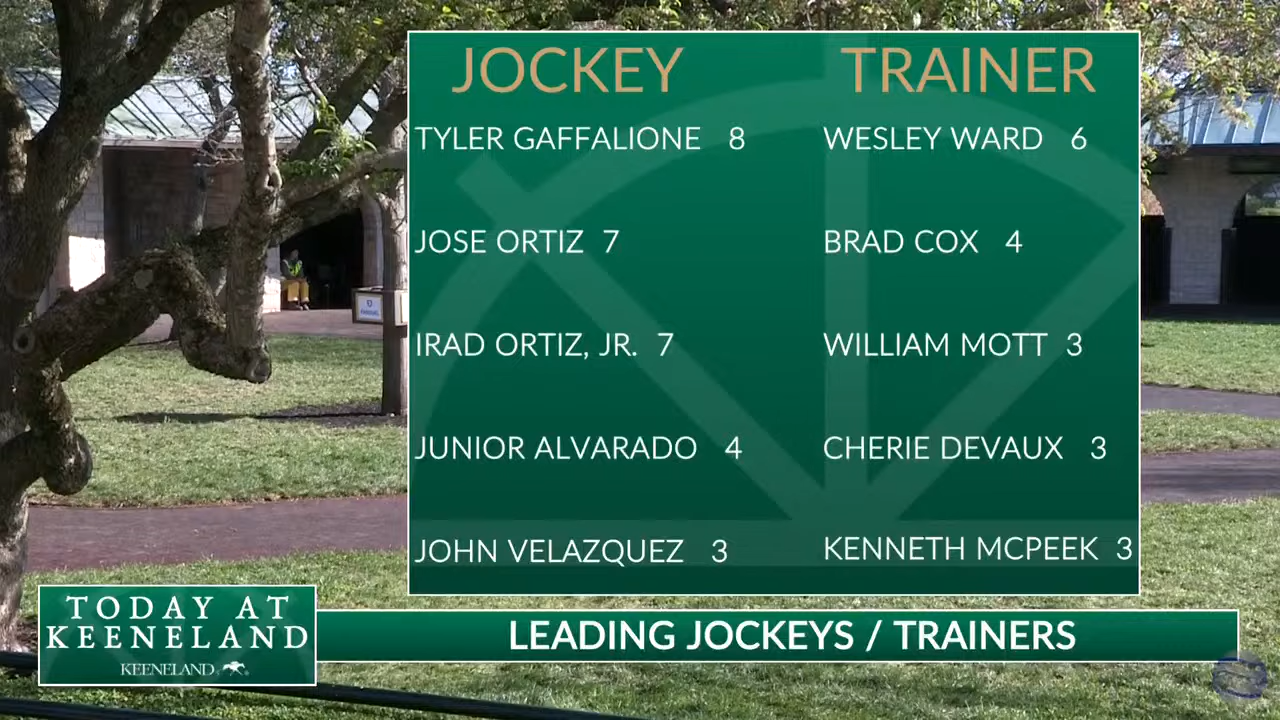 JOCKEY TRAINER
TYLER GAFFALIONE 8 WESLEY WARD 6
JOSE ORTIZ 7 BRAD COX 4
IRAD ORTIZ, JR. 7 WILLIAM MOTT 3
JUNIOR ALVARADO 4 CHERIE DEVAUX 3
JOHN VELAZQUEZ 3 KENNETH MCPEEK 3
TODAY AT
KEENELAND
KEENELAND
LEADING JOCKEYS / TRAINERS